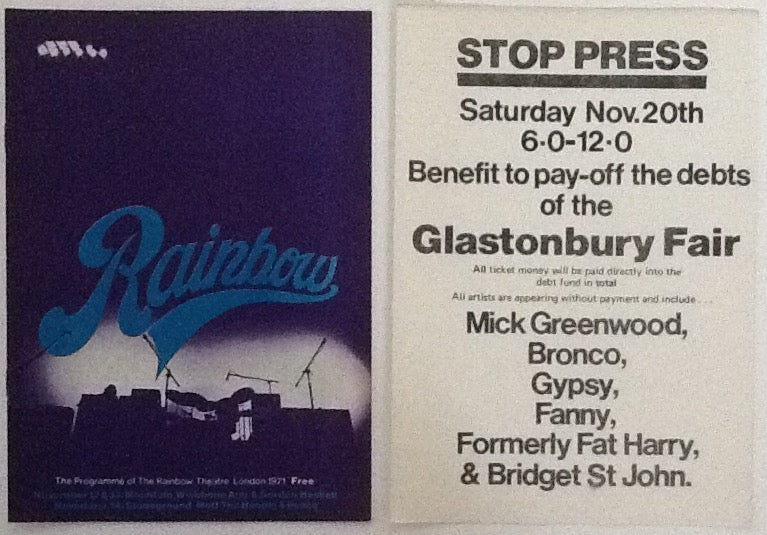 Rainbow
The Programme of The Rainbow Theatre London 1971 Free
STOP PRESS
Saturday Nov.20th
6·0-12·0
Benefit to pay-off the debts
of the
Glastonbury Fair
All ticket money will be paid directly into the
debt fund in total
All artists are appearing without payment and include . . .
Mick Greenwood,
Bronco,
Gypsy,
Fanny,
Formerly Fat Harry,
& Bridget St John.